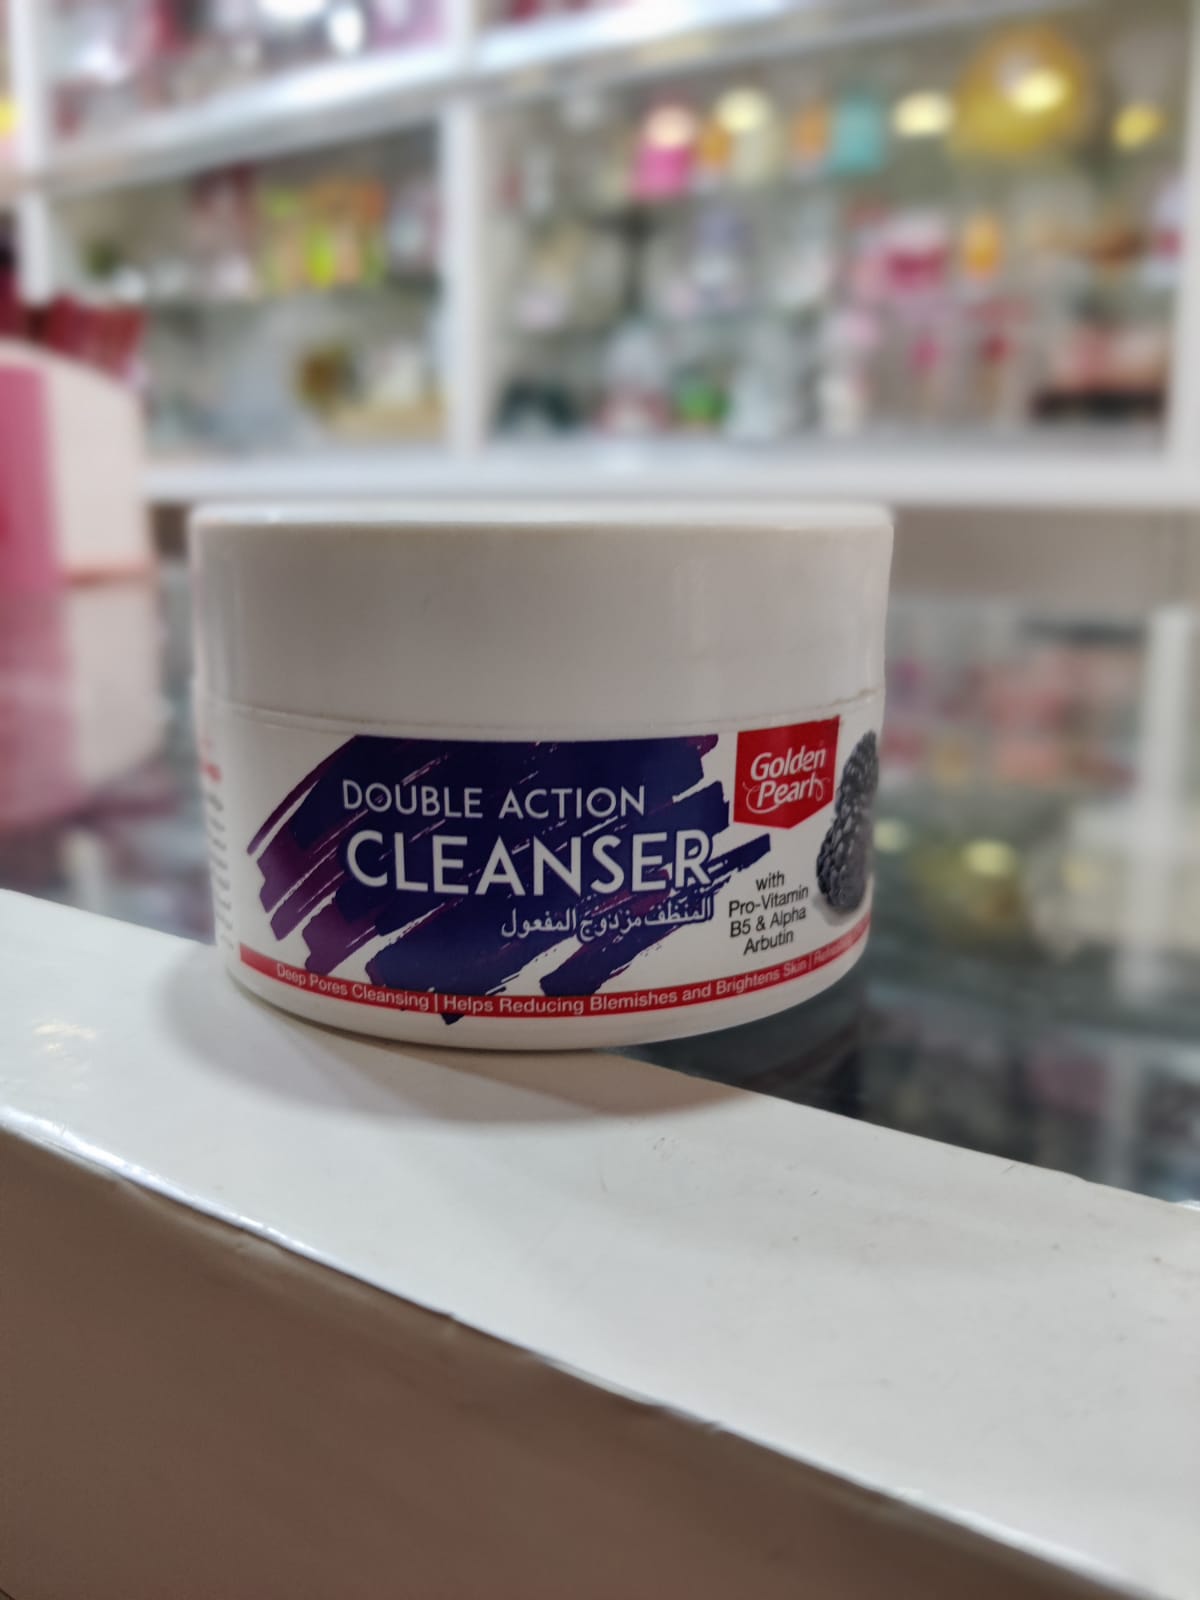 Golden
Pearl
DOUBLE ACTION
CLEANSER
المنظف مزدوج المفعول
with
Pro-Vitamin
B5 & Alpha
Arbutin
Deep Pores Cleansing | Helps Reducing Blemishes and Brightens Skin |